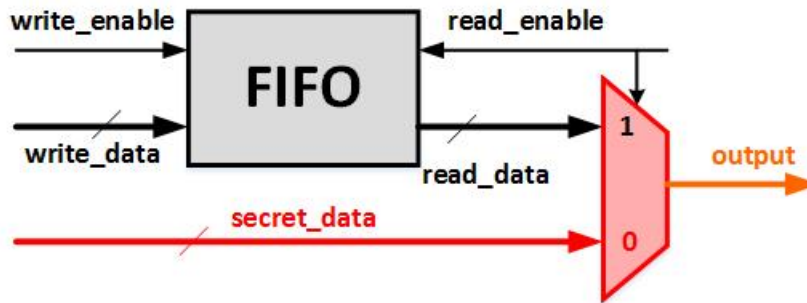 write_enable
read_enable
FIFO
1
write_data
read_data
output
secret_data
0